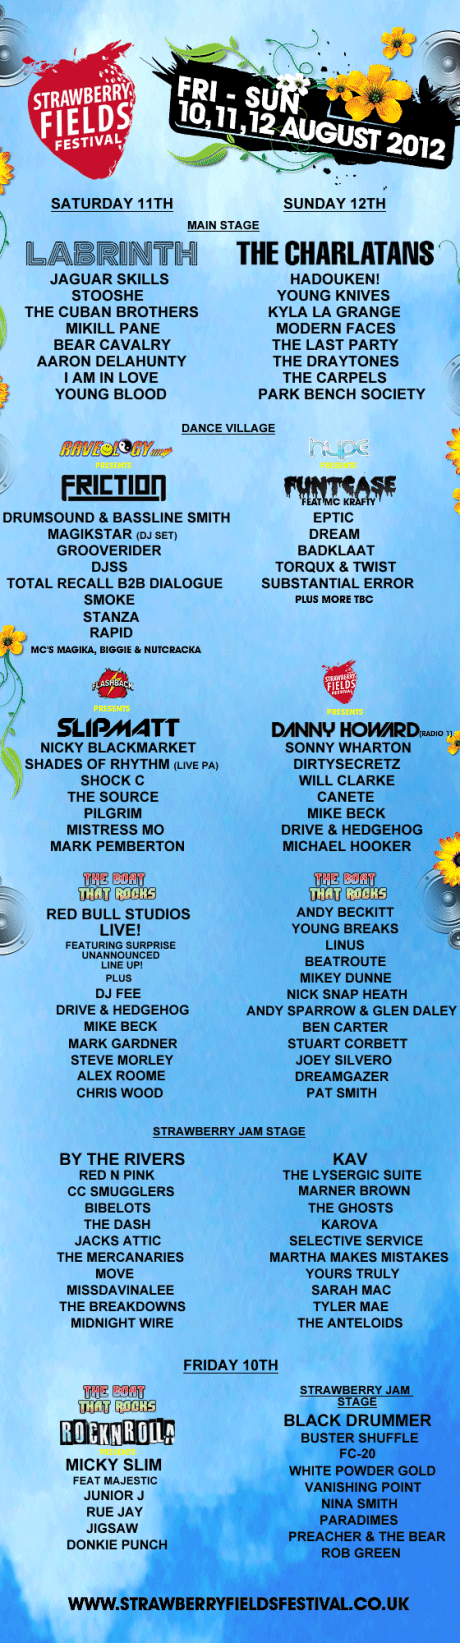 STRAWBERRY
FIELDS
FESTIVAL
FRI - SUN
10,11,12 AUGUST 2012
SATURDAY 11TH
SUNDAY 12TH
MAIN STAGE
LABRINTH
JAGUAR SKILLS
STOOSHE
THE CUBAN BROTHERS
MIKILL PANE
BEAR CAVALRY
AARON DELAHUNTY
I AM IN LOVE
YOUNG BLOOD
THE CHARLATANS
HADOUKEN!
YOUNG KNIVES
KYLA LA GRANGE
MODERN FACES
THE LAST PARTY
THE DRAYTONES
THE CARPELS
PARK BENCH SOCIETY
DANCE VILLAGE
RAVEOLOGY
PRESENTS
FRICTION
DRUMSOUND & BASSLINE SMITH
MAGIKSTAR (DJ SET)
GROOVERIDER
DJSS
TOTAL RECALL B2B DIALOGUE
SMOKE
STANZA
RAPID
MC'S MAGIKA, BIGGIE & NUTCRACKA
hype
PRESENTS
FUNTCASE
FEAT MC KRAFTY
EPTIC
DREAM
BADKLAAT
TORQUX & TWIST
SUBSTANTIAL ERROR
PLUS MORE TBC
FLASHBACK
PRESENTS
SLIPMATT
NICKY BLACKMARKET
SHADES OF RHYTHM (LIVE PA)
SHOCK C
THE SOURCE
PILGRIM
MISTRESS MO
MARK PEMBERTON
STRAWBERRY
FIELDS
FESTIVAL
PRESENTS
DANNY HOWARD (RADIO 1)
SONNY WHARTON
DIRTYSECRETZ
WILL CLARKE
CANETE
MIKE BECK
DRIVE & HEDGEHOG
MICHAEL HOOKER
THE BOAT
THAT ROCKS
RED BULL STUDIOS
LIVE!
FEATURING SURPRISE
UNANNOUNCED
LINE UP!
PLUS
DJ FEE
DRIVE & HEDGEHOG
MIKE BECK
MARK GARDNER
STEVE MORLEY
ALEX ROOME
CHRIS WOOD
THE BOAT
THAT ROCKS
ANDY BECKITT
YOUNG BREAKS
LINUS
BEATROUTE
MIKEY DUNNE
NICK SNAP HEATH
ANDY SPARROW & GLEN DALEY
BEN CARTER
STUART CORBETT
JOEY SILVERO
DREAMGAZER
PAT SMITH
STRAWBERRY JAM STAGE
BY THE RIVERS
RED N PINK
CC SMUGGLERS
BIBELOTS
THE DASH
JACKS ATTIC
THE MERCANARIES
MOVE
MISSDAVINALEE
THE BREAKDOWNS
MIDNIGHT WIRE
KAV
THE LYSERGIC SUITE
MARNER BROWN
THE GHOSTS
KAROVA
SELECTIVE SERVICE
MARTHA MAKES MISTAKES
YOURS TRULY
SARAH MAC
TYLER MAE
THE ANTELOIDS
FRIDAY 10TH
THE BOAT
THAT ROCKS
ROCKNROLLA
MICKY SLIM
FEAT MAJESTIC
JUNIOR J
RUE JAY
JIGSAW
DONKIE PUNCH
STRAWBERRY JAM
STAGE
BLACK DRUMMER
BUSTER SHUFFLE
FC-20
WHITE POWDER GOLD
VANISHING POINT
NINA SMITH
PARADIMES
PREACHER & THE BEAR
ROB GREEN
WWW.STRAWBERRYFIELDSFESTIVAL.CO.UK